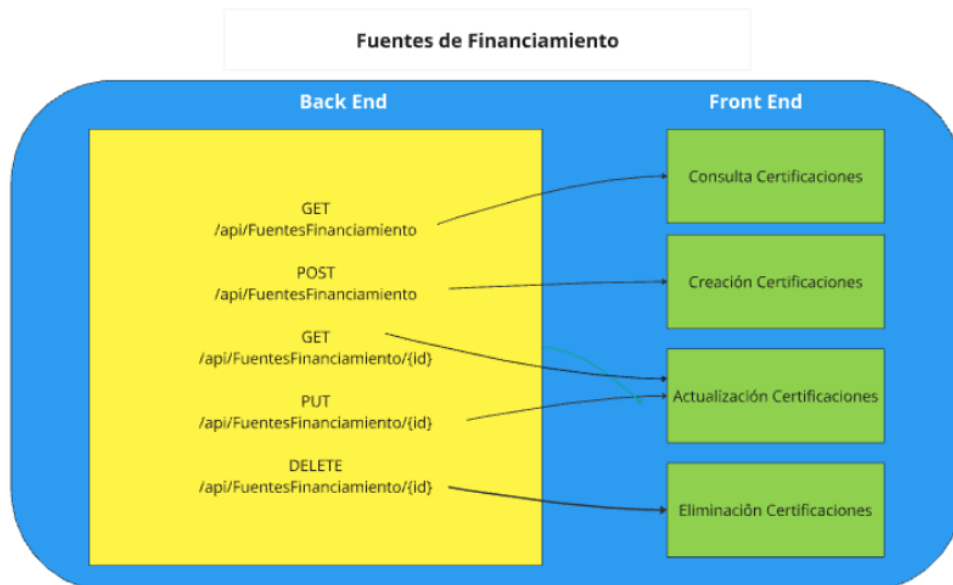 Fuentes de Financiamiento
Back End
Front End
GET
/api/FuentesFinanciamiento
POST
/api/FuentesFinanciamiento
GET
/api/FuentesFinanciamiento/{id}
PUT
/api/FuentesFinanciamiento/{id}
DELETE
/api/FuentesFinanciamiento/{id}
Consulta Certificaciones
Creación Certificaciones
Actualización Certificaciones
Eliminación Certificaciones